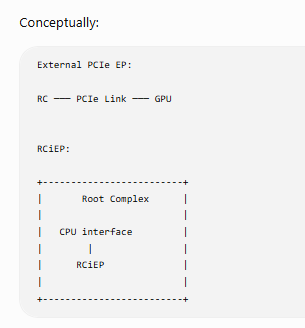 Conceptually:
External PCIe EP:
RC ─── PCIe Link ─── GPU
RCiEP:
+-------------------------+
|       Root Complex      |
|                         |
|   CPU interface         |
|        |                |
|      RCiEP              |
|                         |
+-------------------------+